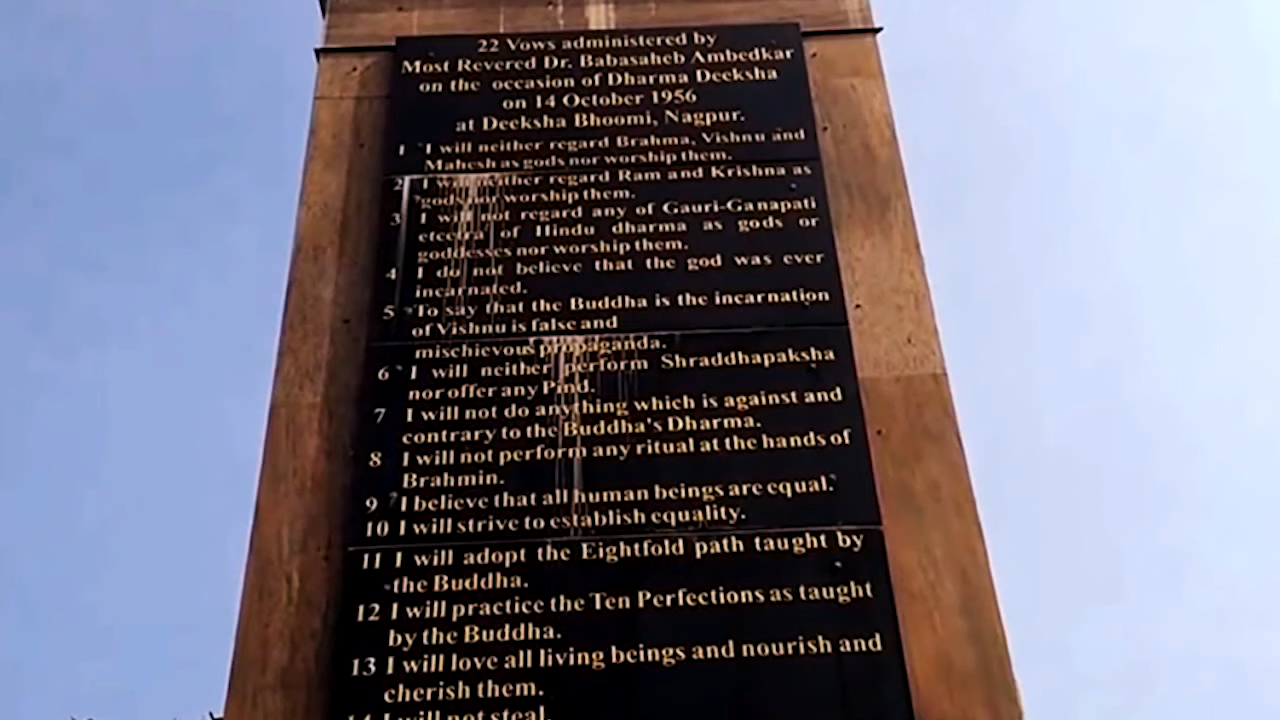 22 Vows administered by
Most Revered Dr. Babasaheb Ambedkar
on the occasion of Dharma Deeksha
on 14 October 1956
at Deeksha Bhoomi, Nagpur.
1 I will neither regard Brahma, Vishnu and
Mahesh as gods nor worship them.
2 I will neither regard Ram and Krishna as
gods nor worship them.
3 I will not regard any of Gauri-Ganapati
etcetra of Hindu dharma as gods or
goddesses nor worship them.
4 I do not believe that the god was ever
incarnated.
5 To say that the Buddha is the incarnation
of Vishnu is false and
mischievous propaganda.
6 I will neither perform Shraddhapaksha
nor offer any Pind.
7 I will not do anything which is against and
contrary to the Buddha's Dharma.
8 I will not perform any ritual at the hands of
Brahmin.
9 I believe that all human beings are equal.
10 I will strive to establish equality.
11 I will adopt the Eightfold path taught by
the Buddha.
12 I will practice the Ten Perfections as taught
by the Buddha.
13 I will love all living beings and nourish and
cherish them.
14 I will not steal.